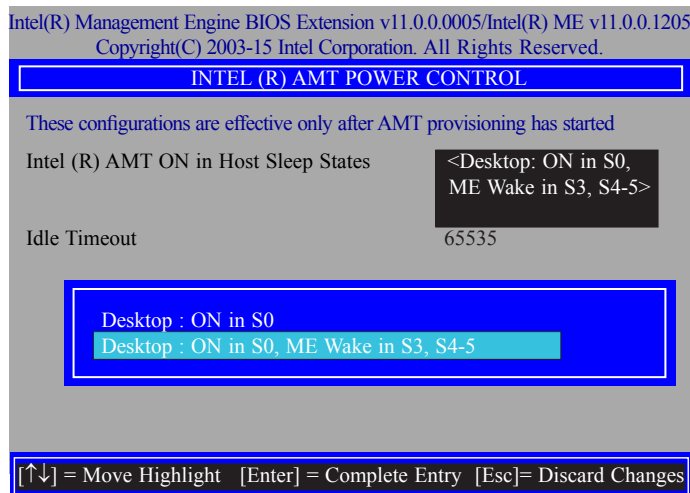 Intel(R) Management Engine BIOS Extension v11.0.0.0005/Intel(R) ME v11.0.0.1205
Copyright(C) 2003-15 Intel Corporation. All Rights Reserved.
INTEL (R) AMT POWER CONTROL
These configurations are effective only after AMT provisioning has started
Intel (R) AMT ON in Host Sleep States
<Desktop: ON in S0,
ME Wake in S3, S4-5>
Idle Timeout
65535
Desktop : ON in S0
Desktop : ON in S0, ME Wake in S3, S4-5
[↑↓] = Move Highlight [Enter] = Complete Entry [Esc]= Discard Changes